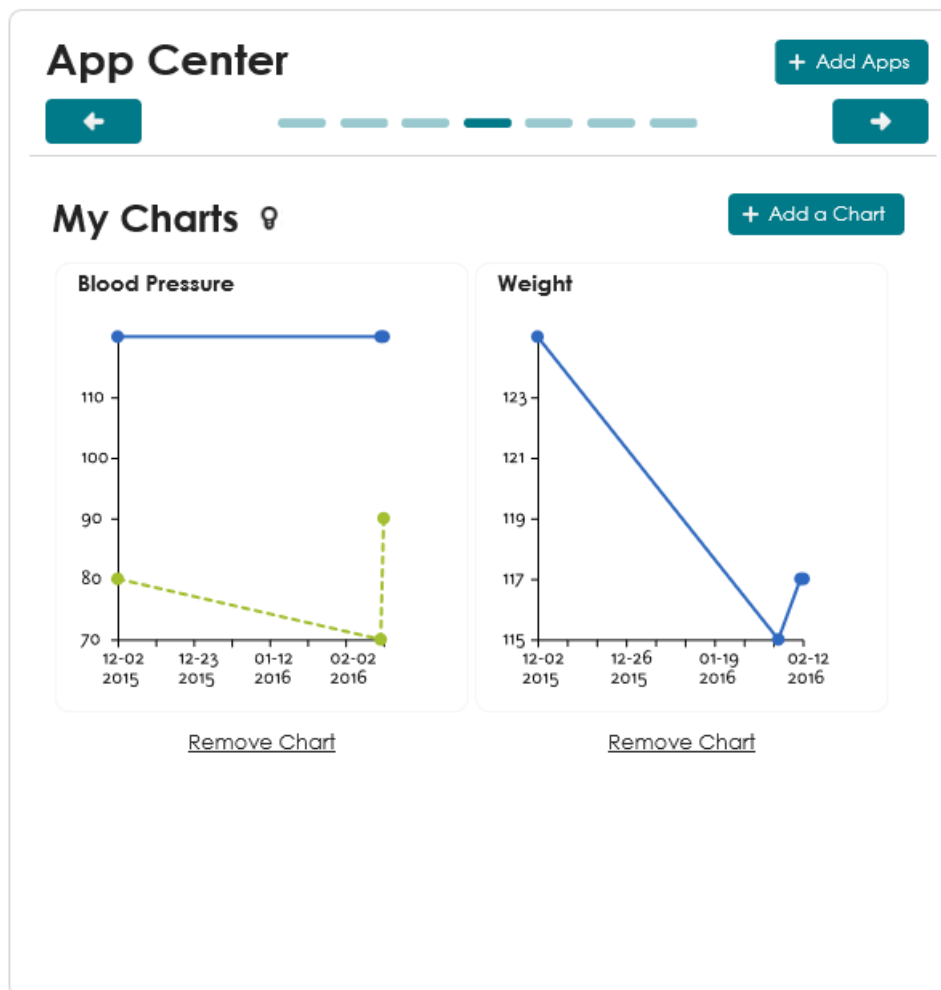 App Center
+ Add Apps
My Charts
+ Add a Chart
Blood Pressure
110
100
90
80
70
12-02 12-23 01-12 02-02
2015 2015 2016 2016
Weight
123
121
119
117
115
12-02 12-26 01-19 02-12
2015 2015 2016 2016
Remove Chart
Remove Chart